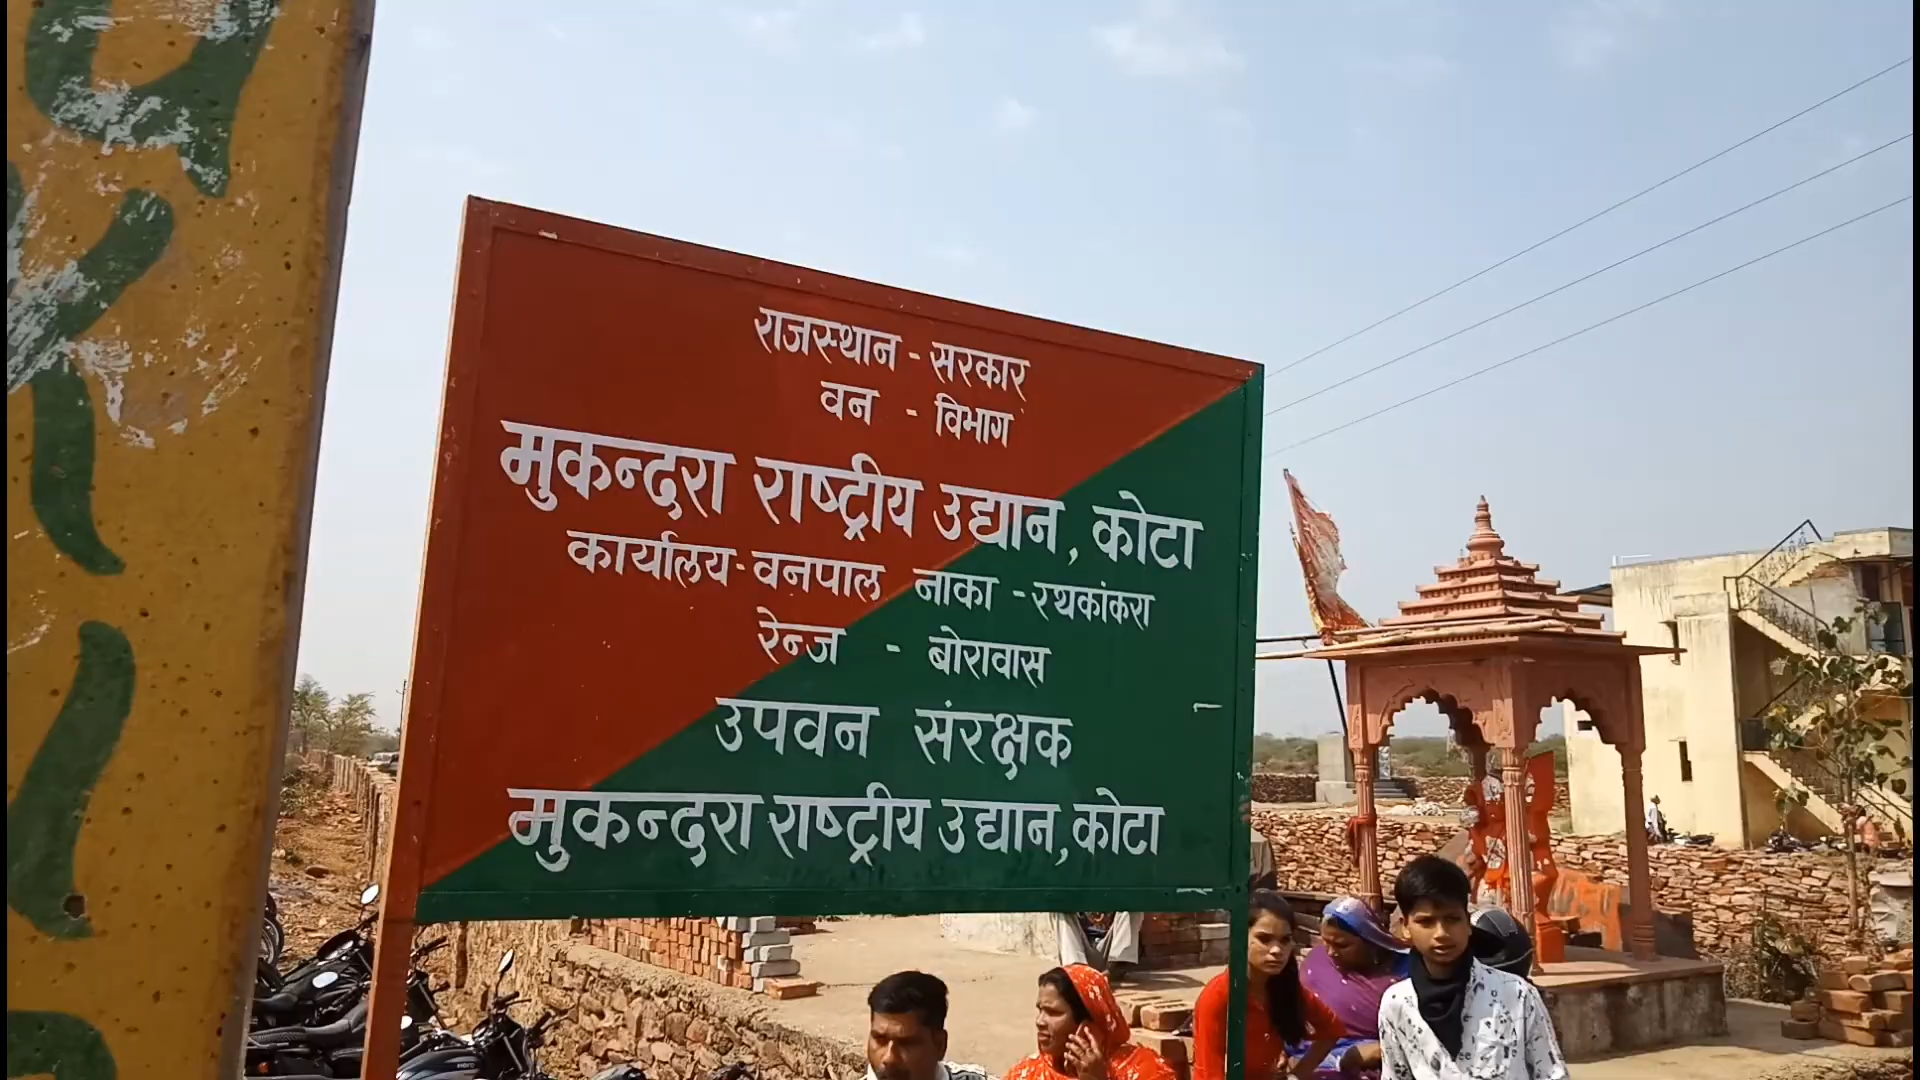 राजस्थान - सरकार
वन - विभाग
मुकन्दरा राष्ट्रीय उद्यान, कोटा
कार्यालय-वनपाल नाका - रथकांकरा
रेन्ज - बोरावास
उपवन संरक्षक
मुकन्दरा राष्ट्रीय उद्यान, कोटा